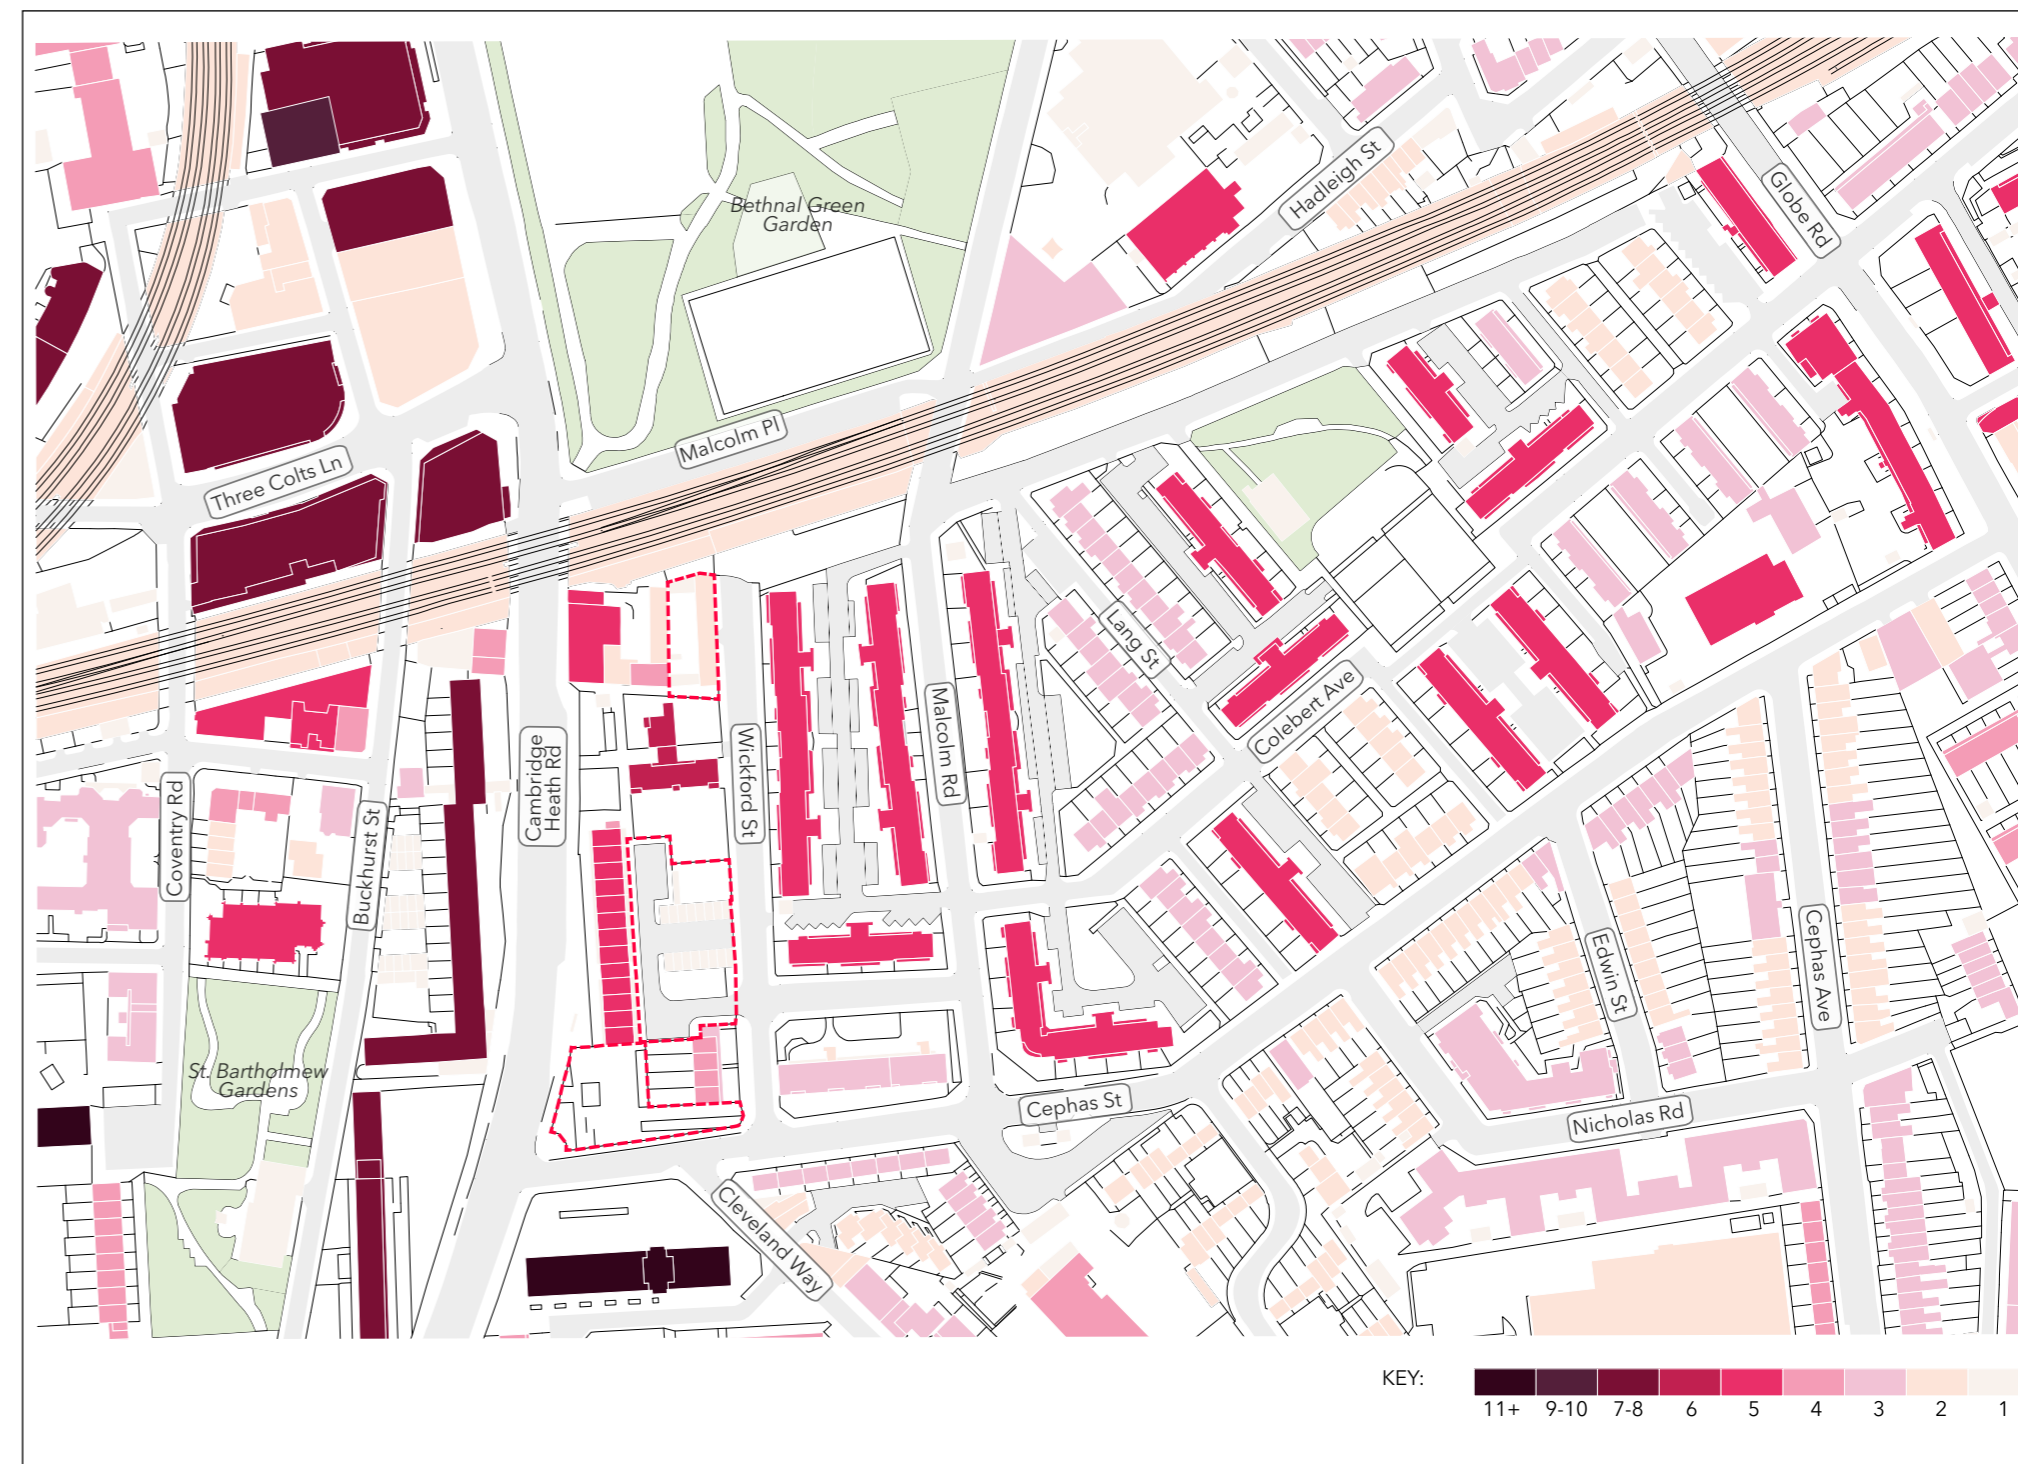 Bethnal Green
Garden
Hadleigh St
Globe Rd
Malcolm Pl
Three Colts Ln
Lang St
Colebert Ave
Malcolm Rd
Wickford St
Cambridge
Heath Rd
Coventry Rd
Buckhurst St
Edwin St
Cephas Ave
St. Bartholmew
Gardens
Cephas St
Nicholas Rd
Cleveland Way
KEY:
11+ 9-10 7-8 6 5 4 3 2 1